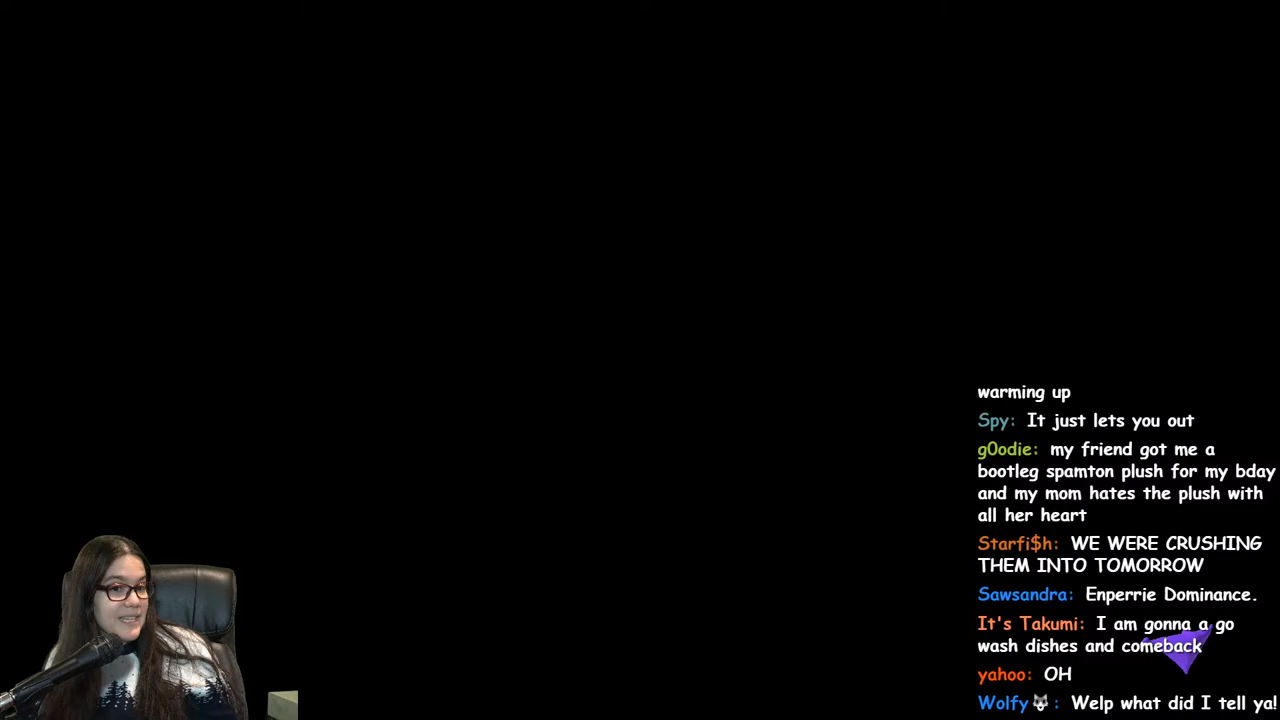 warming up
Spy: It just lets you out
g0odie: my friend got me a
bootleg spamton plush for my bday
and my mom hates the plush with
all her heart
Starfi$h: WE WERE CRUSHING
THEM INTO TOMORROW
Sawsandra: Enperrie Dominance.
It's Takumi: I am gonna a go
wash dishes and comeback
yahoo: OH
Wolfy🐺: Welp what did I tell ya!